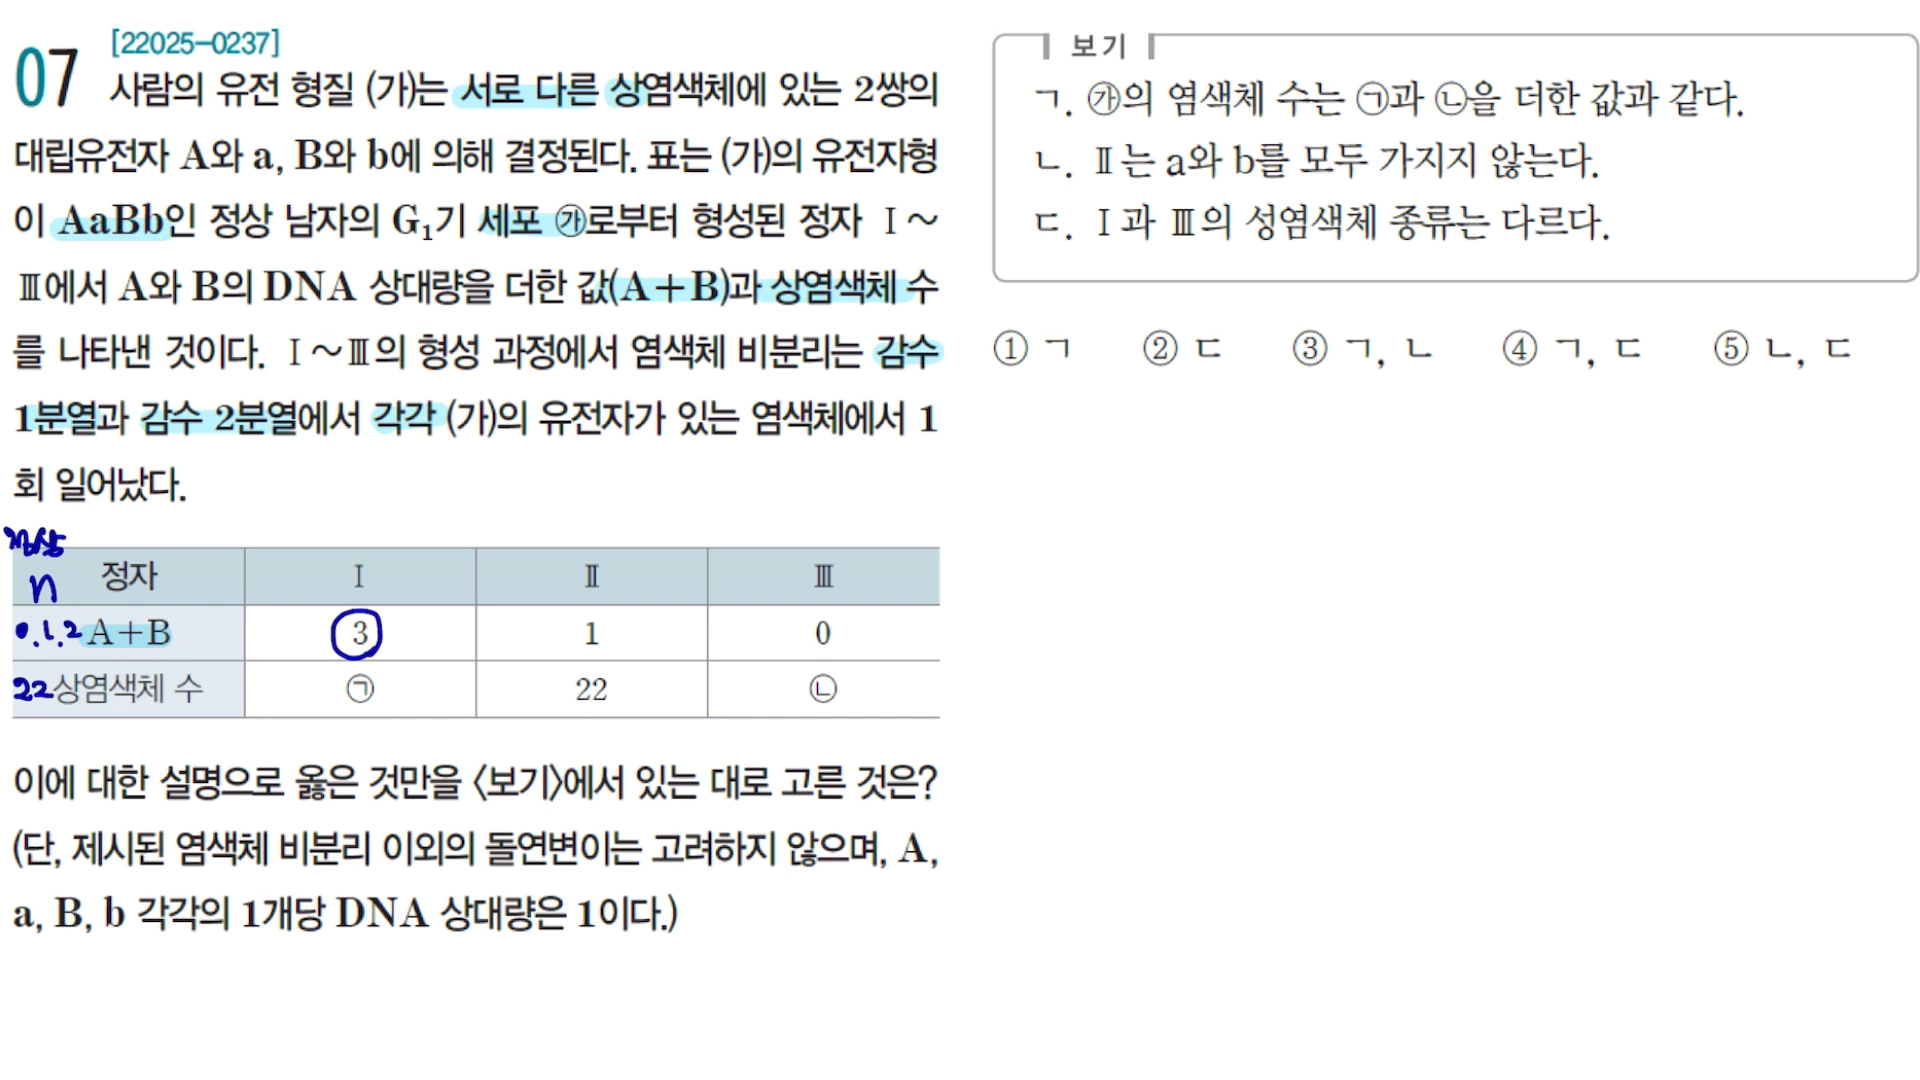 [22025-0237]
07 사람의 유전 형질 (가)는 서로 다른 상염색체에 있는 2쌍의
대립유전자 A와 a, B와 b에 의해 결정된다. 표는 (가)의 유전자형
이 AaBb인 정상 남자의 G₁기 세포 ㉮로부터 형성된 정자 Ⅰ~
Ⅲ에서 A와 B의 DNA 상대량을 더한 값(A+B)과 상염색체 수
를 나타낸 것이다. Ⅰ~Ⅲ의 형성 과정에서 염색체 비분리는 감수
1분열과 감수 2분열에서 각각 (가)의 유전자가 있는 염색체에서 1
회 일어났다.
정상
n 정자 Ⅰ Ⅱ Ⅲ
0.1.2 A+B 3 1 0
22 상염색체 수 ㉠ 22 ㉡
이에 대한 설명으로 옳은 것만을 〈보기〉에서 있는 대로 고른 것은?
(단, 제시된 염색체 비분리 이외의 돌연변이는 고려하지 않으며, A,
a, B, b 각각의 1개당 DNA 상대량은 1이다.)
보기
ㄱ. ㉮의 염색체 수는 ㉠과 ㉡을 더한 값과 같다.
ㄴ. Ⅱ는 a와 b를 모두 가지지 않는다.
ㄷ. Ⅰ과 Ⅲ의 성염색체 종류는 다르다.
① ㄱ ② ㄷ ③ ㄱ, ㄴ ④ ㄱ, ㄷ ⑤ ㄴ, ㄷ